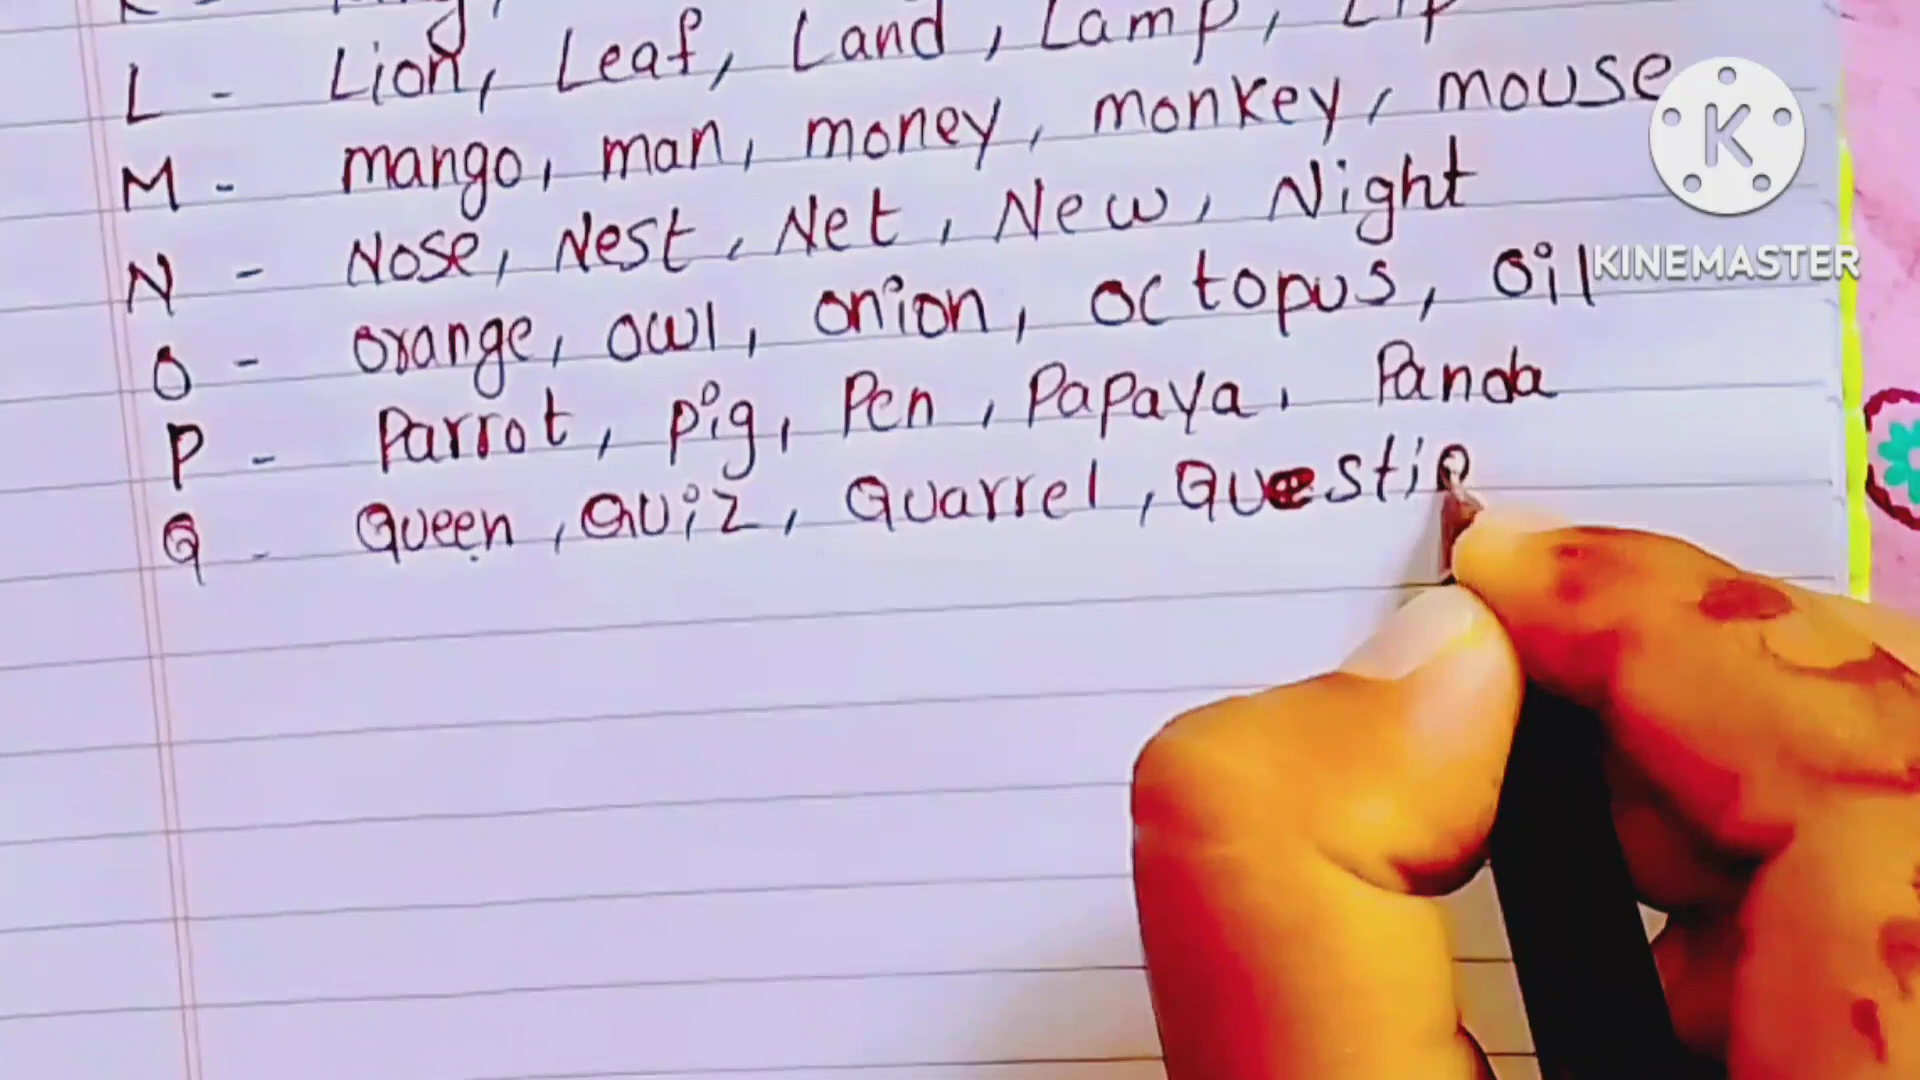 L - Lion, Leaf, Land, Lamp, Lip
M - mango, man, money, monkey, mouse
N - Nose, Nest, Net, New, Night
O - orange, owl, onion, octopus, oil
P - Parrot, pig, Pen, Papaya, Panda
Q - Queen, Quiz, Quarrel, Questio
KINEMASTER